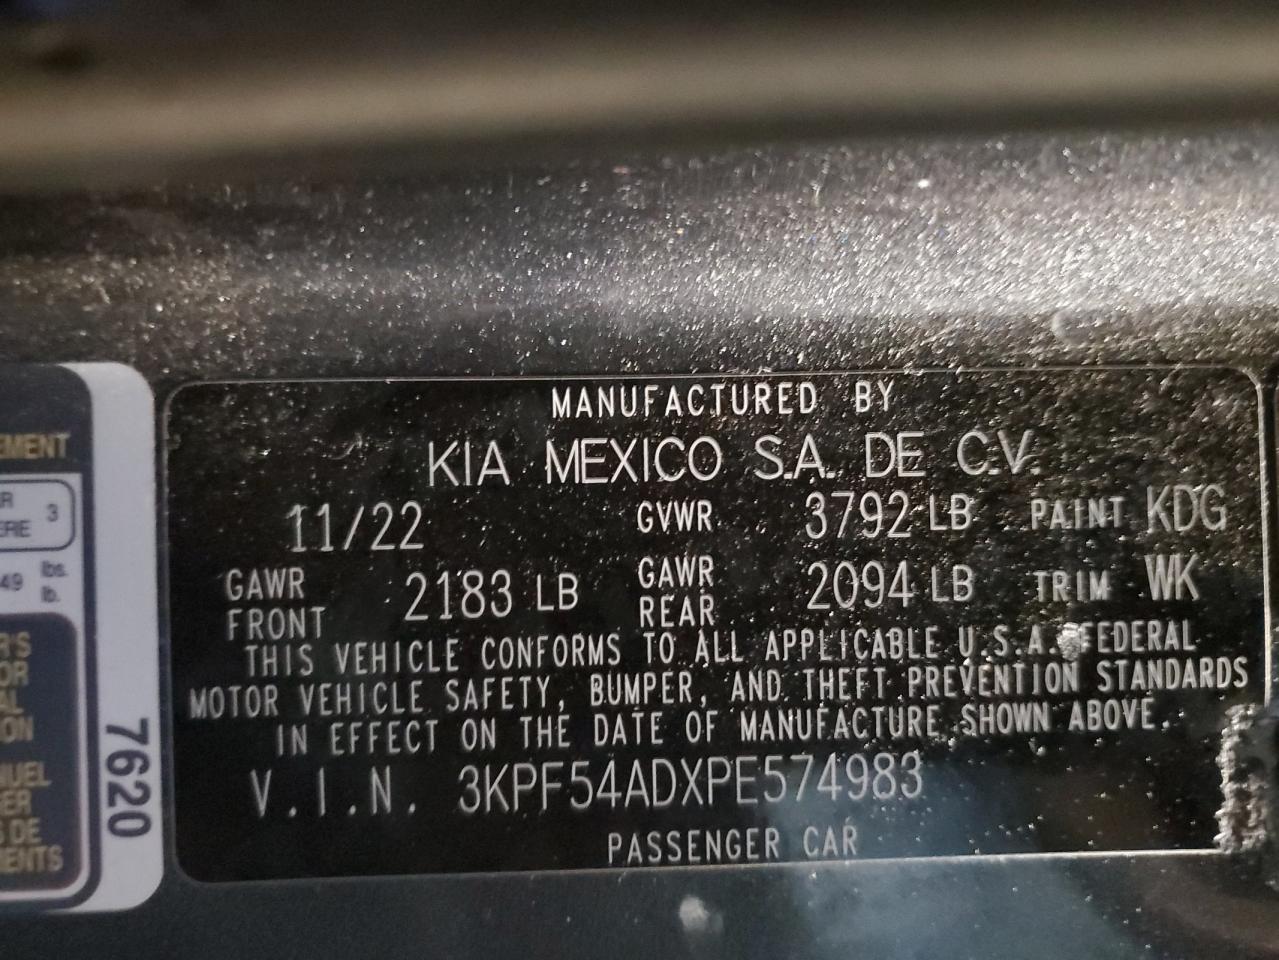 MANUFACTURED BY
KIA MEXICO S.A. DE C.V.
11/22 GVWR 3792 LB PAINT KDG
GAWR FRONT 2183 LB GAWR REAR 2094 LB TRIM WK
THIS VEHICLE CONFORMS TO ALL APPLICABLE U.S.A. FEDERAL
MOTOR VEHICLE SAFETY, BUMPER, AND THEFT PREVENTION STANDARDS
IN EFFECT ON THE DATE OF MANUFACTURE SHOWN ABOVE.
V.I.N. 3KPF54ADXPE574983
PASSENGER CAR
3
49 lbs.
lb.
7620